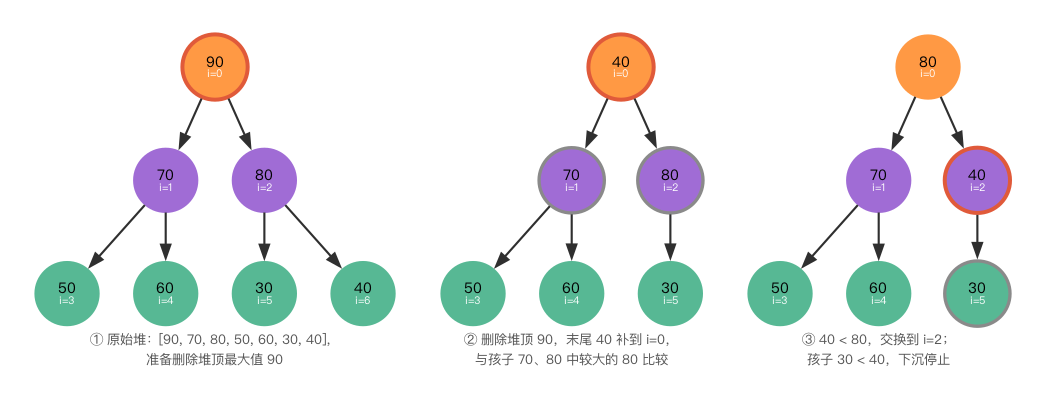 90
i=0
70
i=1
80
i=2
50
i=3
60
i=4
30
i=5
40
i=6
① 原始堆：[90, 70, 80, 50, 60, 30, 40],
准备删除堆顶最大值 90
40
i=0
70
i=1
80
i=2
50
i=3
60
i=4
30
i=5
② 删除堆顶 90，末尾 40 补到 i=0，
与孩子 70、80 中较大的 80 比较
80
i=0
70
i=1
40
i=2
50
i=3
60
i=4
30
i=5
③ 40 < 80，交换到 i=2；
孩子 30 < 40，下沉停止